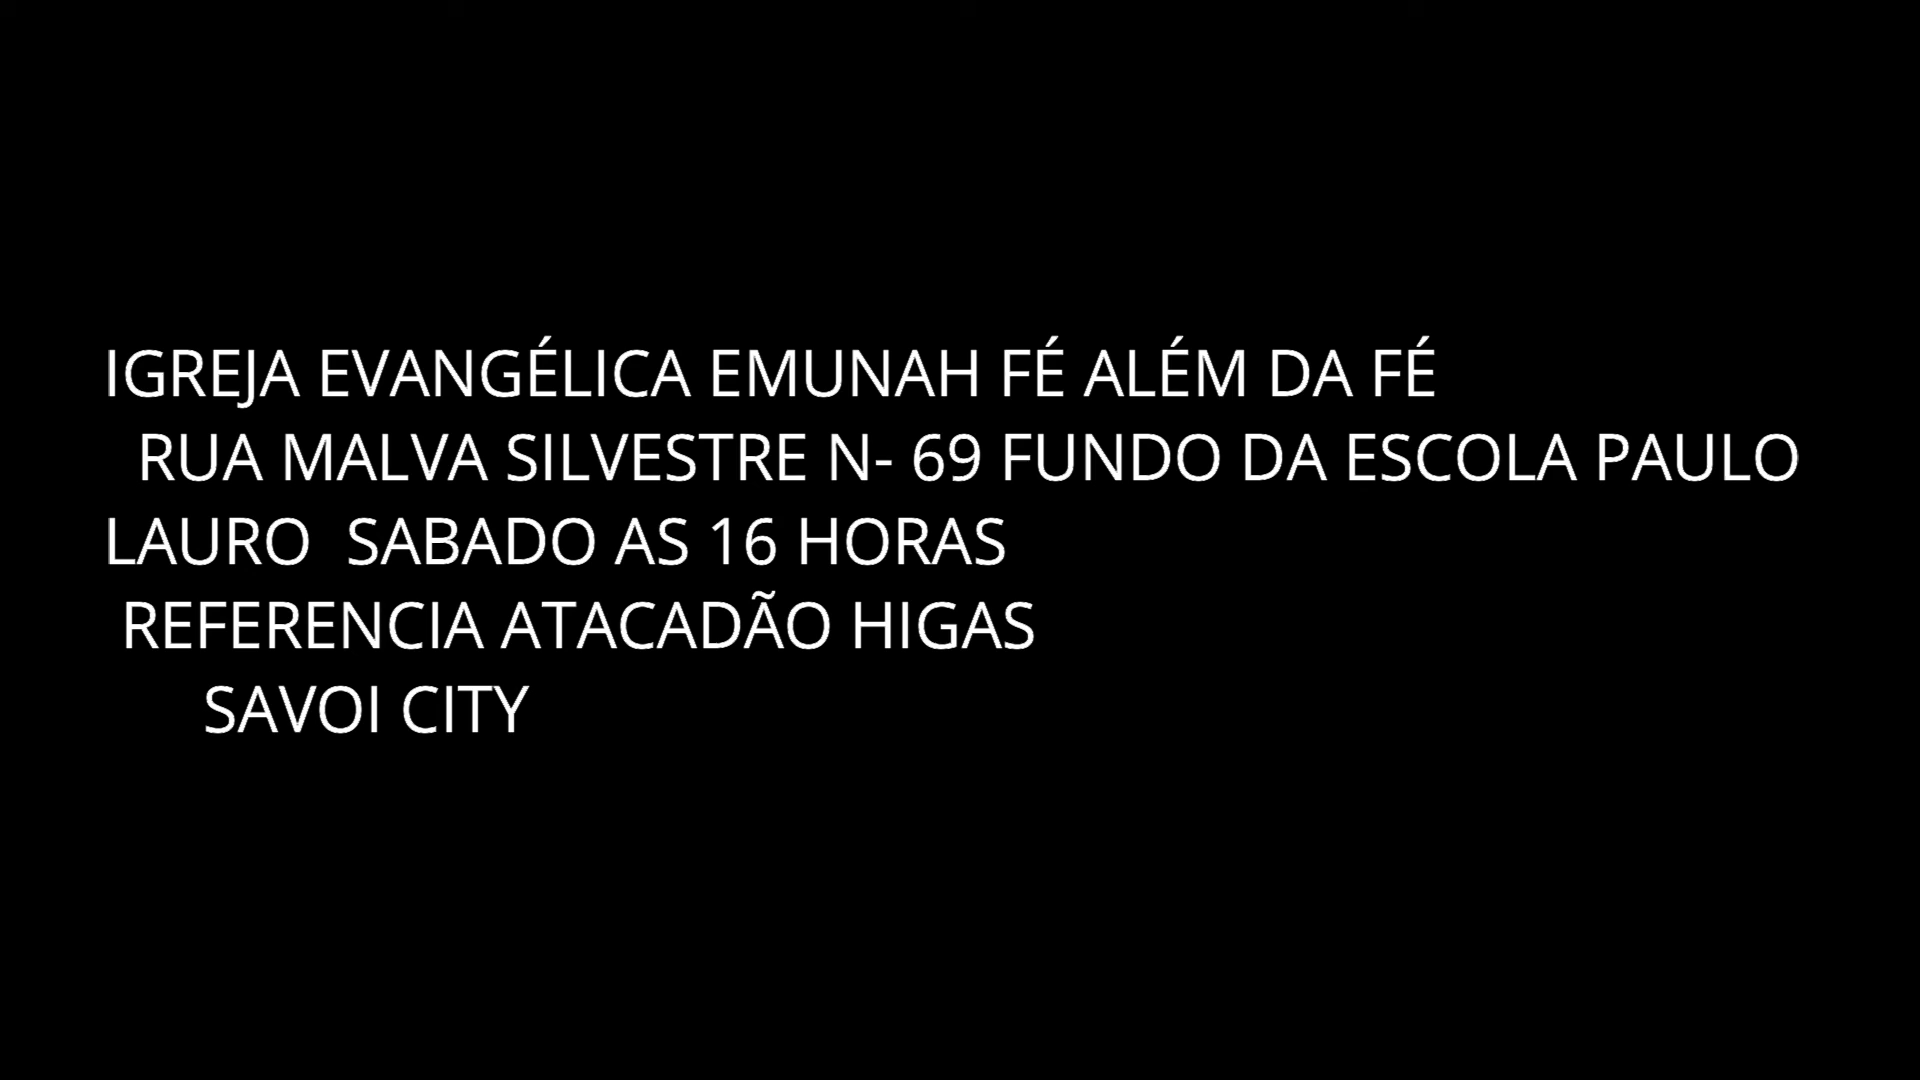 IGREJA EVANGÉLICA EMUNAH FÉ ALÉM DA FÉ
RUA MALVA SILVESTRE N- 69 FUNDO DA ESCOLA PAULO
LAURO  SABADO AS 16 HORAS
REFERENCIA ATACADÃO HIGAS
SAVOI CITY